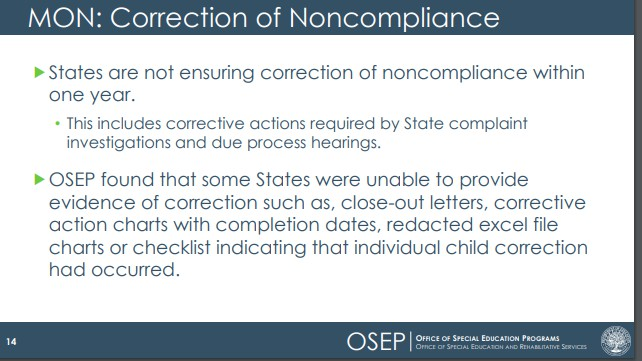 MON: Correction of Noncompliance
States are not ensuring correction of noncompliance within
one year.
• This includes corrective actions required by State complaint
investigations and due process hearings.
OSEP found that some States were unable to provide
evidence of correction such as, close-out letters, corrective
action charts with completion dates, redacted excel file
charts or checklist indicating that individual child correction
had occurred.
14
OSEP
Office of Special Education Programs
Office of Special Education and Rehabilitative Services